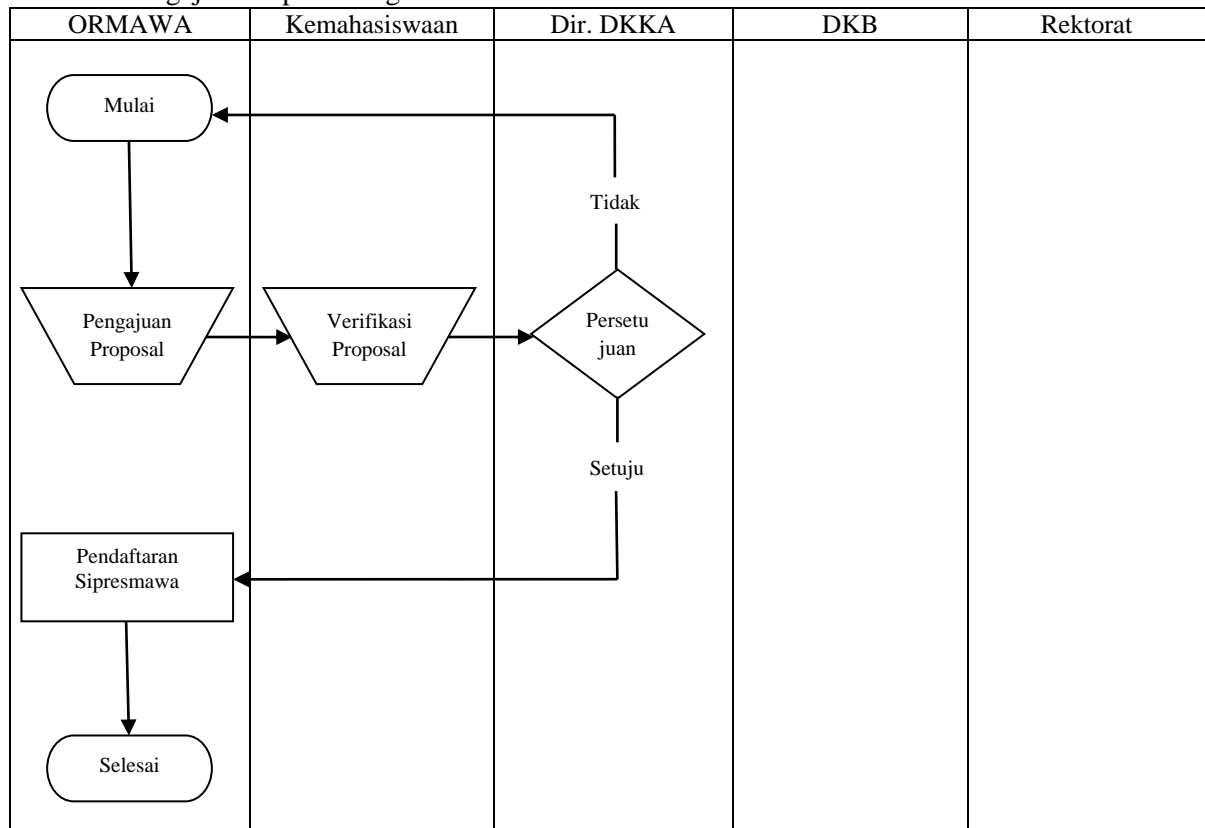 ORMAWA
Kemahasiswaan
Dir. DKKA
DKB
Rektorat
Mulai
Tidak
Pengajuan
Proposal
Verifikasi
Proposal
Persetu
juan
Setuju
Pendaftaran
Sipresmawa
Selesai